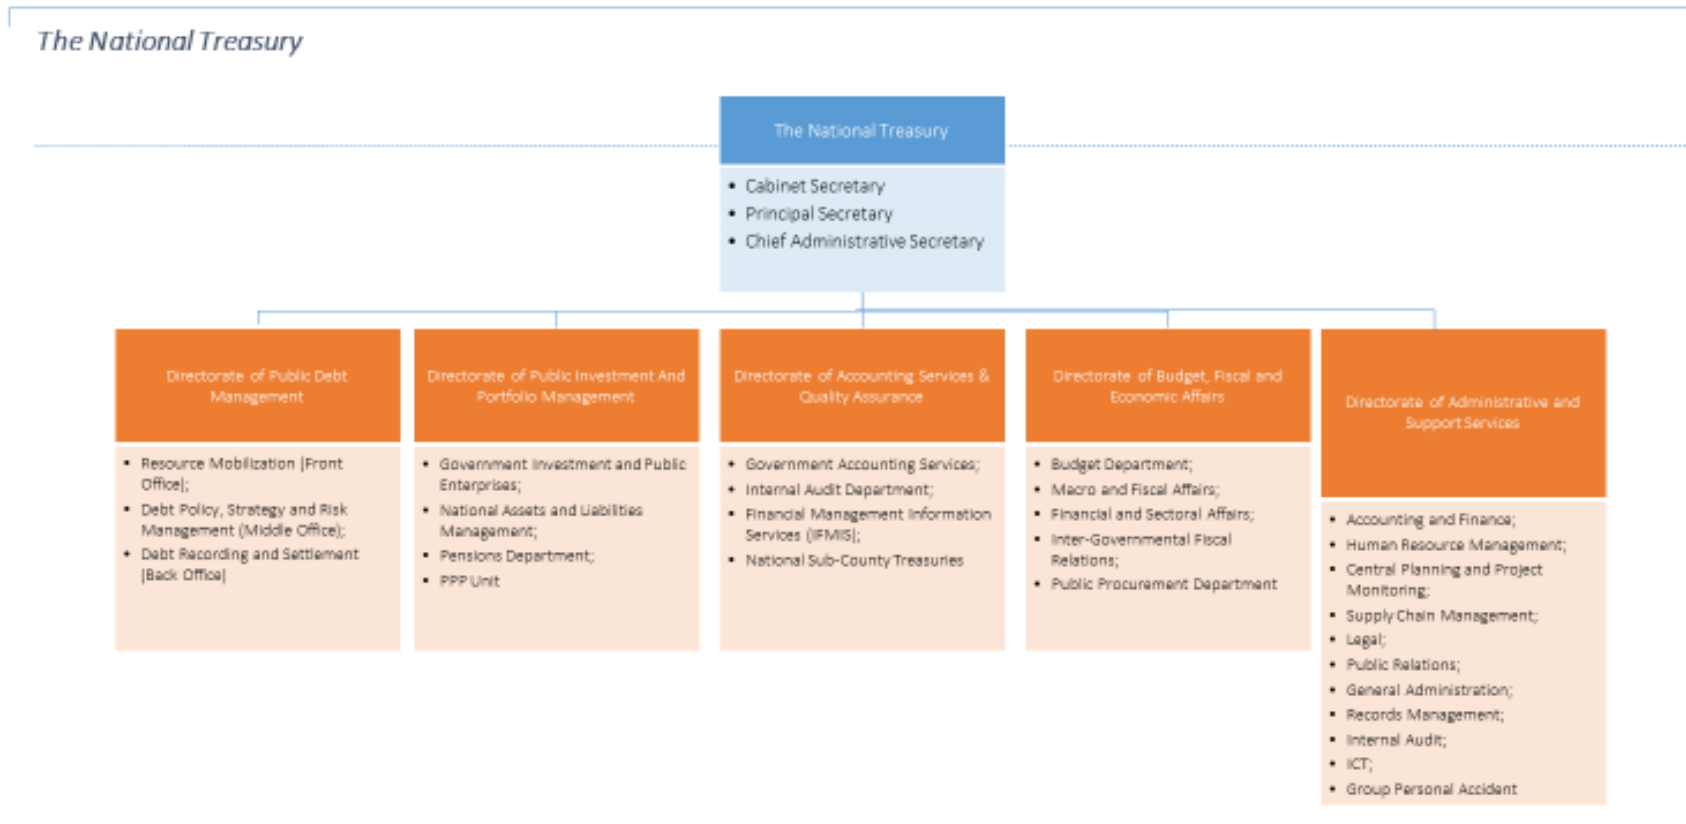 The National Treasury
The National Treasury
• Cabinet Secretary
• Principal Secretary
• Chief Administrative Secretary
Directorate of Public Debt
Management
• Resource Mobilization (Front
Office);
• Debt Policy, Strategy and Risk
Management (Middle Office);
• Debt Recording and Settlement
(Back Office)
Directorate of Public Investment And
Portfolio Management
• Government Investment and Public
Enterprises;
• National Assets and Liabilities
Management;
• Pensions Department;
• PPP Unit
Directorate of Accounting Services &
Quality Assurance
• Government Accounting Services;
• Internal Audit Department;
• Financial Management Information
Services (IFMIS);
• National Sub-County Treasuries
Directorate of Budget, Fiscal and
Economic Affairs
• Budget Department;
• Macro and Fiscal Affairs;
• Financial and Sectoral Affairs;
• Inter-Governmental Fiscal
Relations;
• Public Procurement Department
Directorate of Administrative and
Support Services
• Accounting and Finance;
• Human Resource Management;
• Central Planning and Project
Monitoring;
• Supply Chain Management;
• Legal;
• Public Relations;
• General Administration;
• Records Management;
• Internal Audit;
• ICT;
• Group Personal Accident